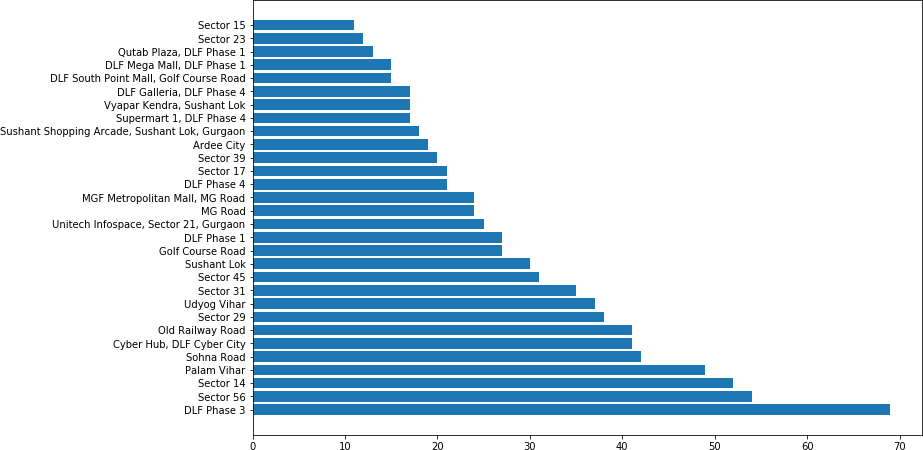 Sector 15
Sector 23
Qutab Plaza, DLF Phase 1
DLF Mega Mall, DLF Phase 1
DLF South Point Mall, Golf Course Road
DLF Galleria, DLF Phase 4
Vyapar Kendra, Sushant Lok
Supermart 1, DLF Phase 4
Sushant Shopping Arcade, Sushant Lok, Gurgaon
Ardee City
Sector 39
Sector 17
DLF Phase 4
MGF Metropolitan Mall, MG Road
MG Road
Unitech Infospace, Sector 21, Gurgaon
DLF Phase 1
Golf Course Road
Sushant Lok
Sector 45
Sector 31
Udyog Vihar
Sector 29
Old Railway Road
Cyber Hub, DLF Cyber City
Sohna Road
Palam Vihar
Sector 14
Sector 56
DLF Phase 3
0 10 20 30 40 50 60 70